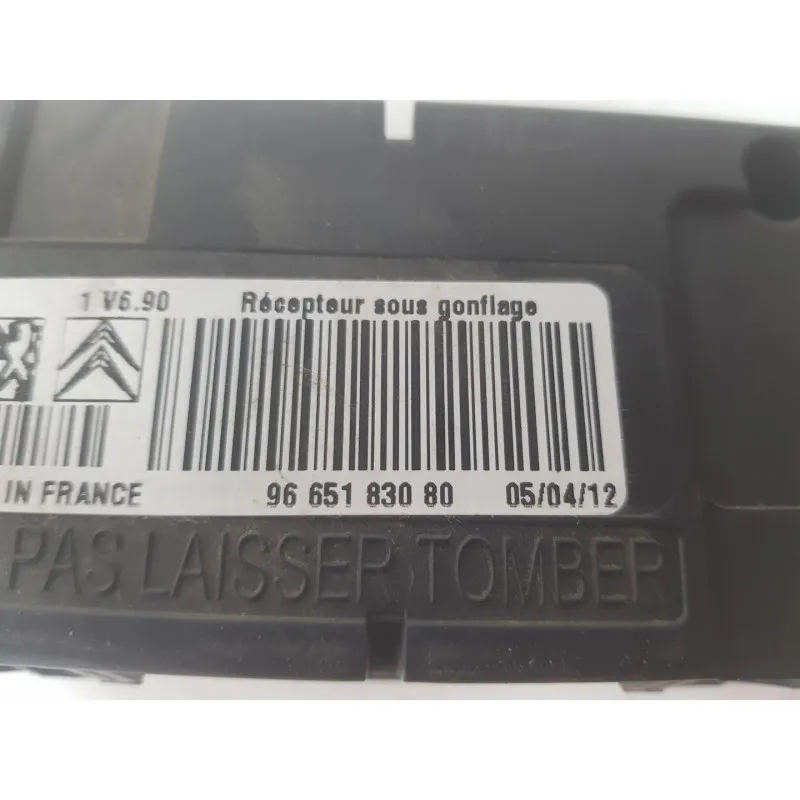 1 V6.90 Récepteur sous gonflage
IN FRANCE 96 651 830 80 05/04/12
PAS LAISSER TOMBER